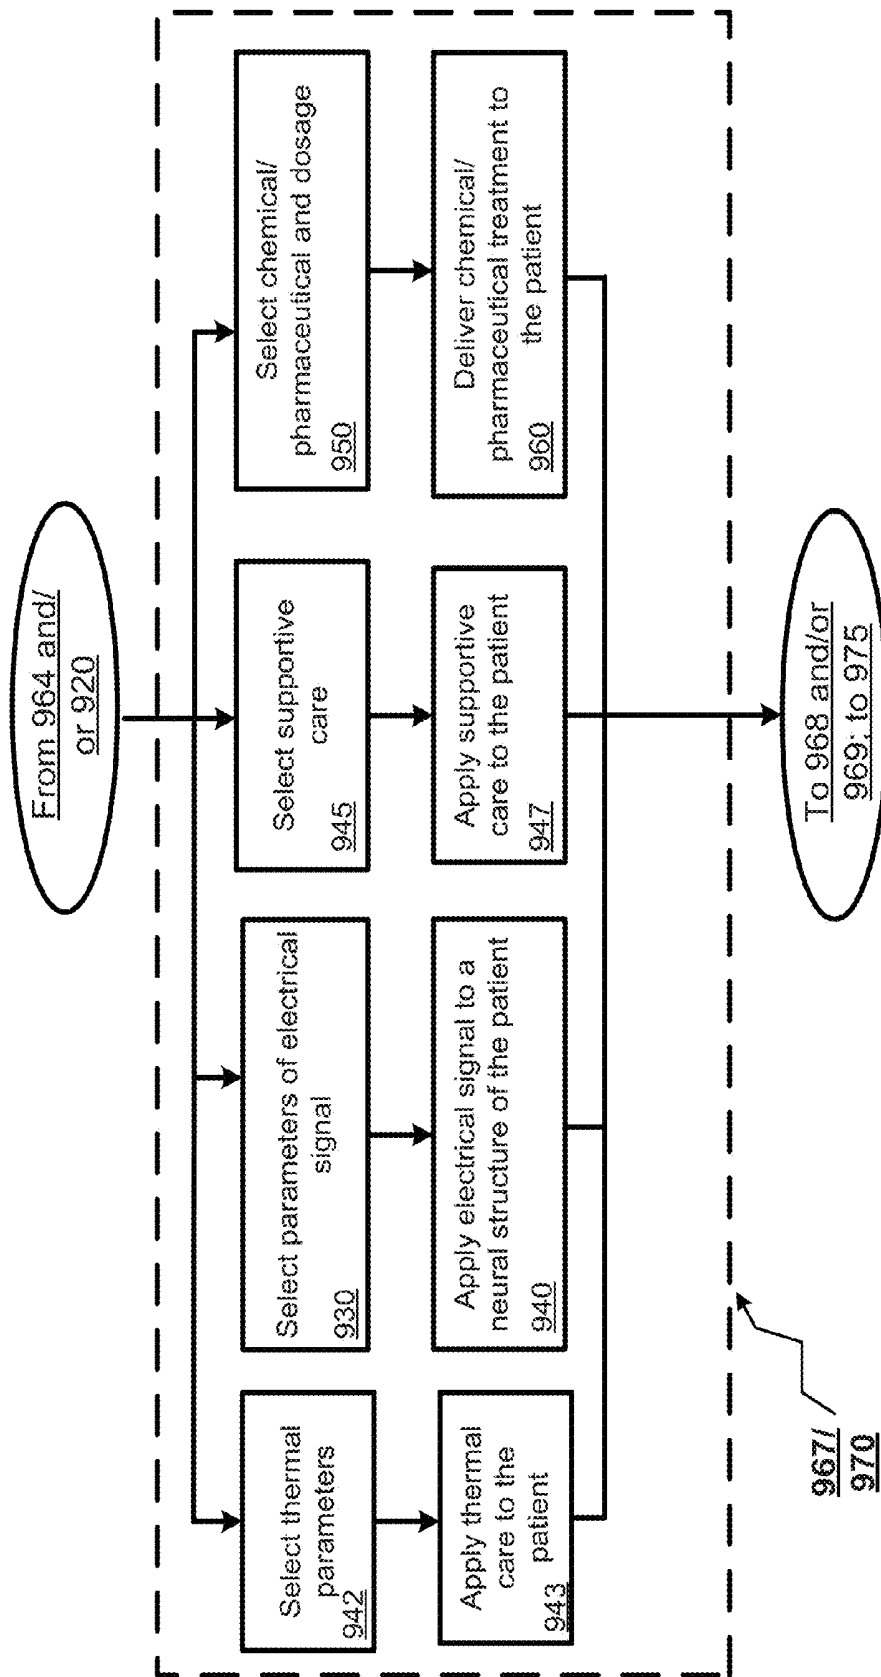 From 964 and/
or 920
Select thermal
parameters
942
Select parameters of electrical
signal
930
Select supportive
care
945
Select chemical/
pharmaceutical and dosage
950
Apply thermal
care to the
patient
943
Apply electrical signal to a
neural structure of the patient
940
Apply supportive
care to the patient
947
Deliver chemical/
pharmaceutical treatment to
the patient
960
967/
970
To 968 and/or
969; to 975